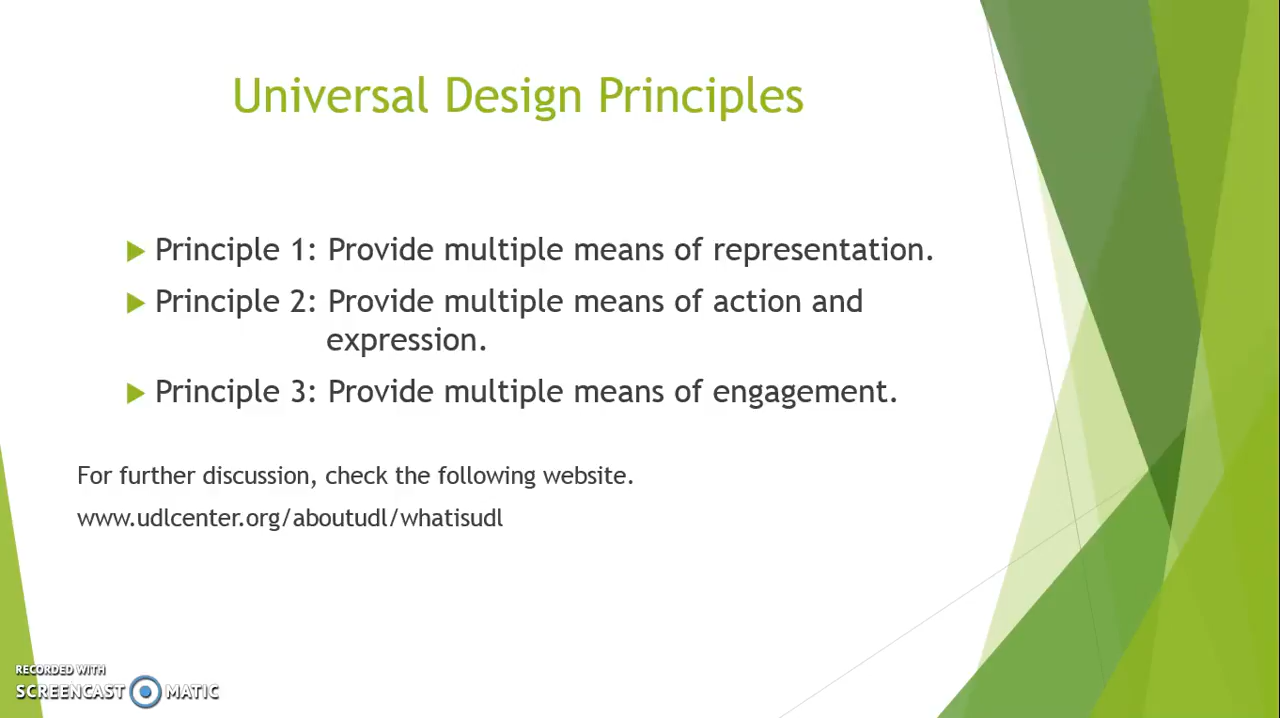 Universal Design Principles
Principle 1: Provide multiple means of representation.
Principle 2: Provide multiple means of action and
expression.
Principle 3: Provide multiple means of engagement.
For further discussion, check the following website.
www.udlcenter.org/aboutudl/whatisudl
RECORDED WITH
SCREENCAST MATIC